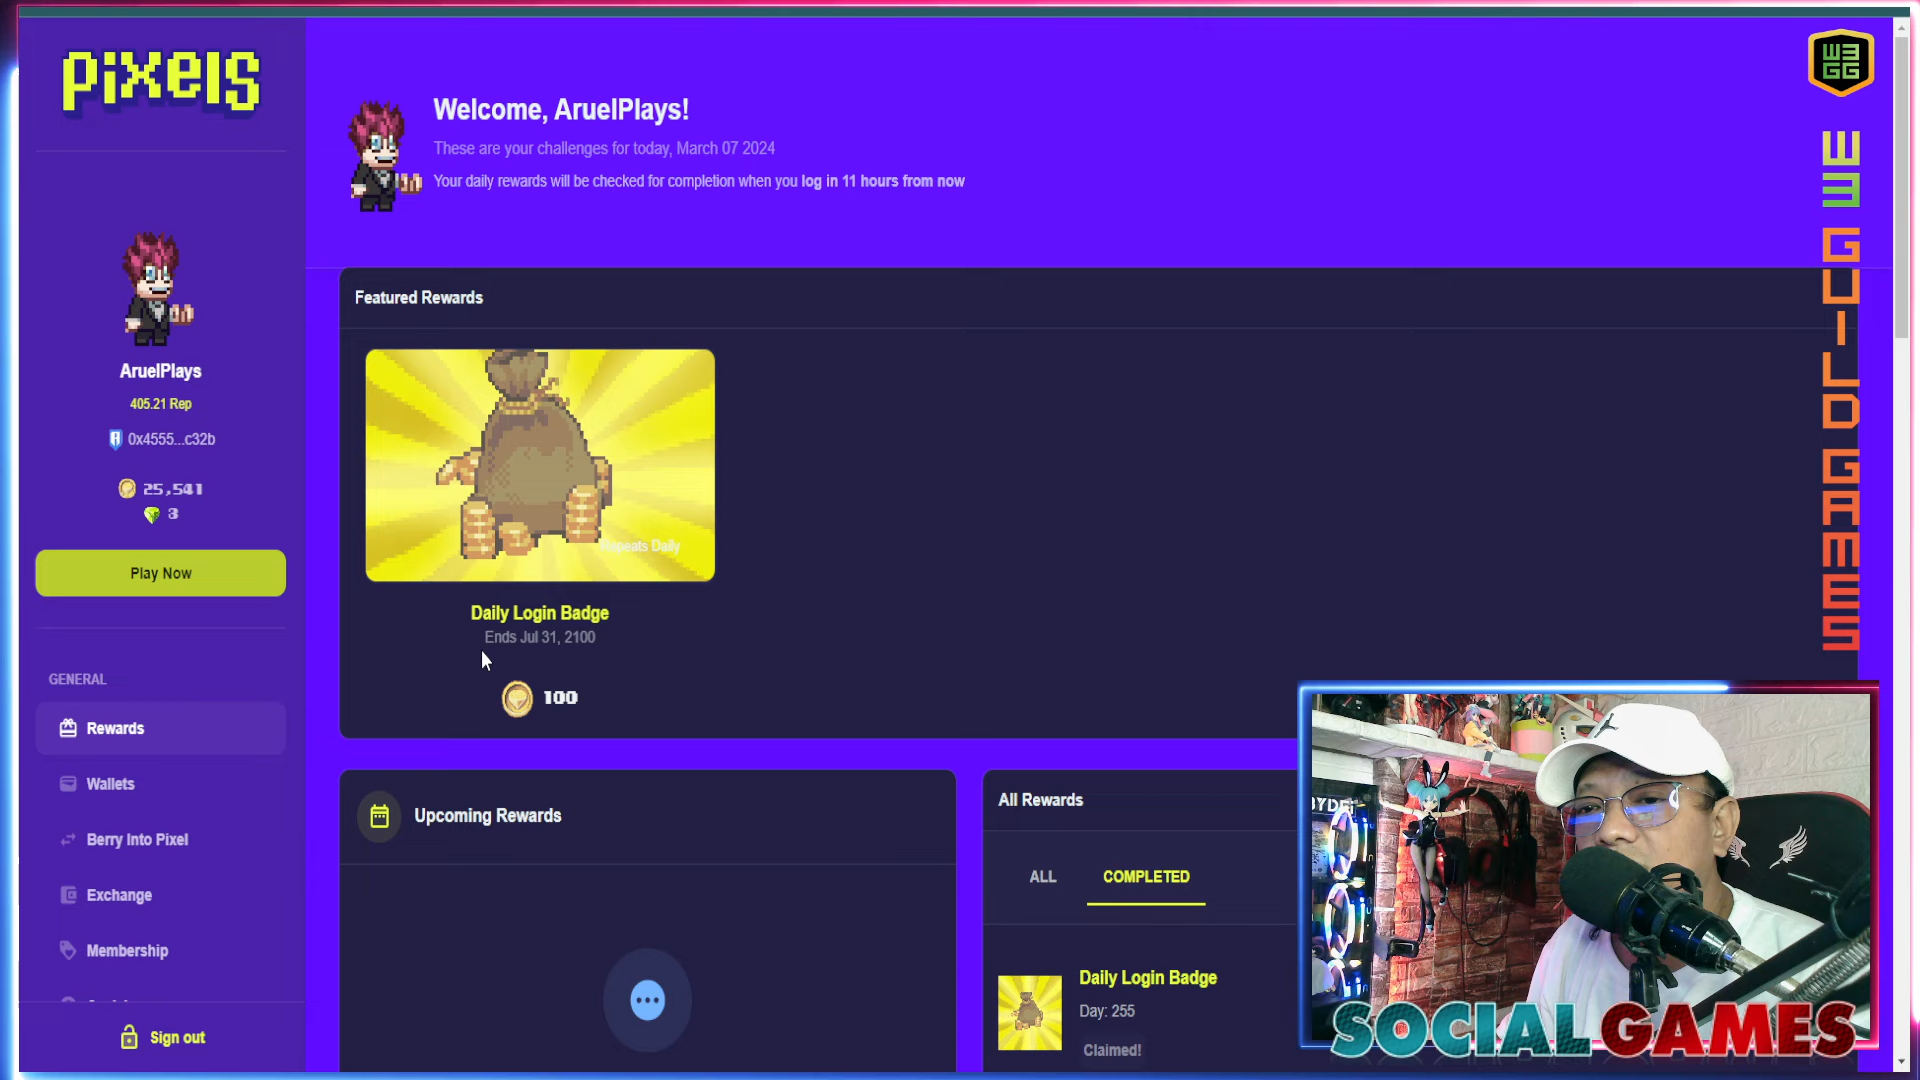 pixels
AruelPlays
405.21 Rep
0x4555...c32b
25,541
3
Play Now
GENERAL
Rewards
Wallets
Berry Into Pixel
Exchange
Membership
Sign out
Welcome, AruelPlays!
These are your challenges for today, March 07 2024
Your daily rewards will be checked for completion when you log in 11 hours from now
Featured Rewards
Repeats Daily
Daily Login Badge
Ends Jul 31, 2100
100
Upcoming Rewards
All Rewards
ALL
COMPLETED
Daily Login Badge
Day: 255
Claimed!
W3
GG
W3 GUILD GAMES
SOCIAL GAMES